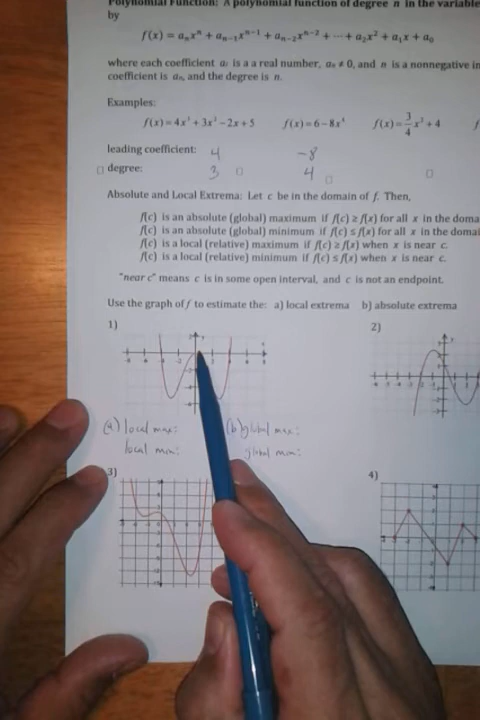 Polynomial Function: A polynomial function of degree n in the variable
by
f(x) = aₙxⁿ + aₙ₋₁xⁿ⁻¹ + aₙ₋₂xⁿ⁻² + ⋯ + a₂x² + a₁x + a₀
where each coefficient aᵢ is a a real number, aₙ ≠ 0, and n is a nonnegative in
coefficient is aₙ, and the degree is n.
Examples:
f(x) = 4x³ + 3x² − 2x + 5 f(x) = 6 − 8x⁴ f(x) = 3/4 x³ + 4 f
leading coefficient: 4 −8
degree: 3 4
Absolute and Local Extrema: Let c be in the domain of f. Then,
f(c) is an absolute (global) maximum if f(c) ≥ f(x) for all x in the doma
f(c) is an absolute (global) minimum if f(c) ≤ f(x) for all x in the doma
f(c) is a local (relative) maximum if f(c) ≥ f(x) when x is near c.
f(c) is a local (relative) minimum if f(c) ≤ f(x) when x is near c.
"near c" means c is in some open interval, and c is not an endpoint.
Use the graph of f to estimate the: a) local extrema b) absolute extrema
1) 2)
(a) local max: (b) global max:
local min: global min:
3) 4)